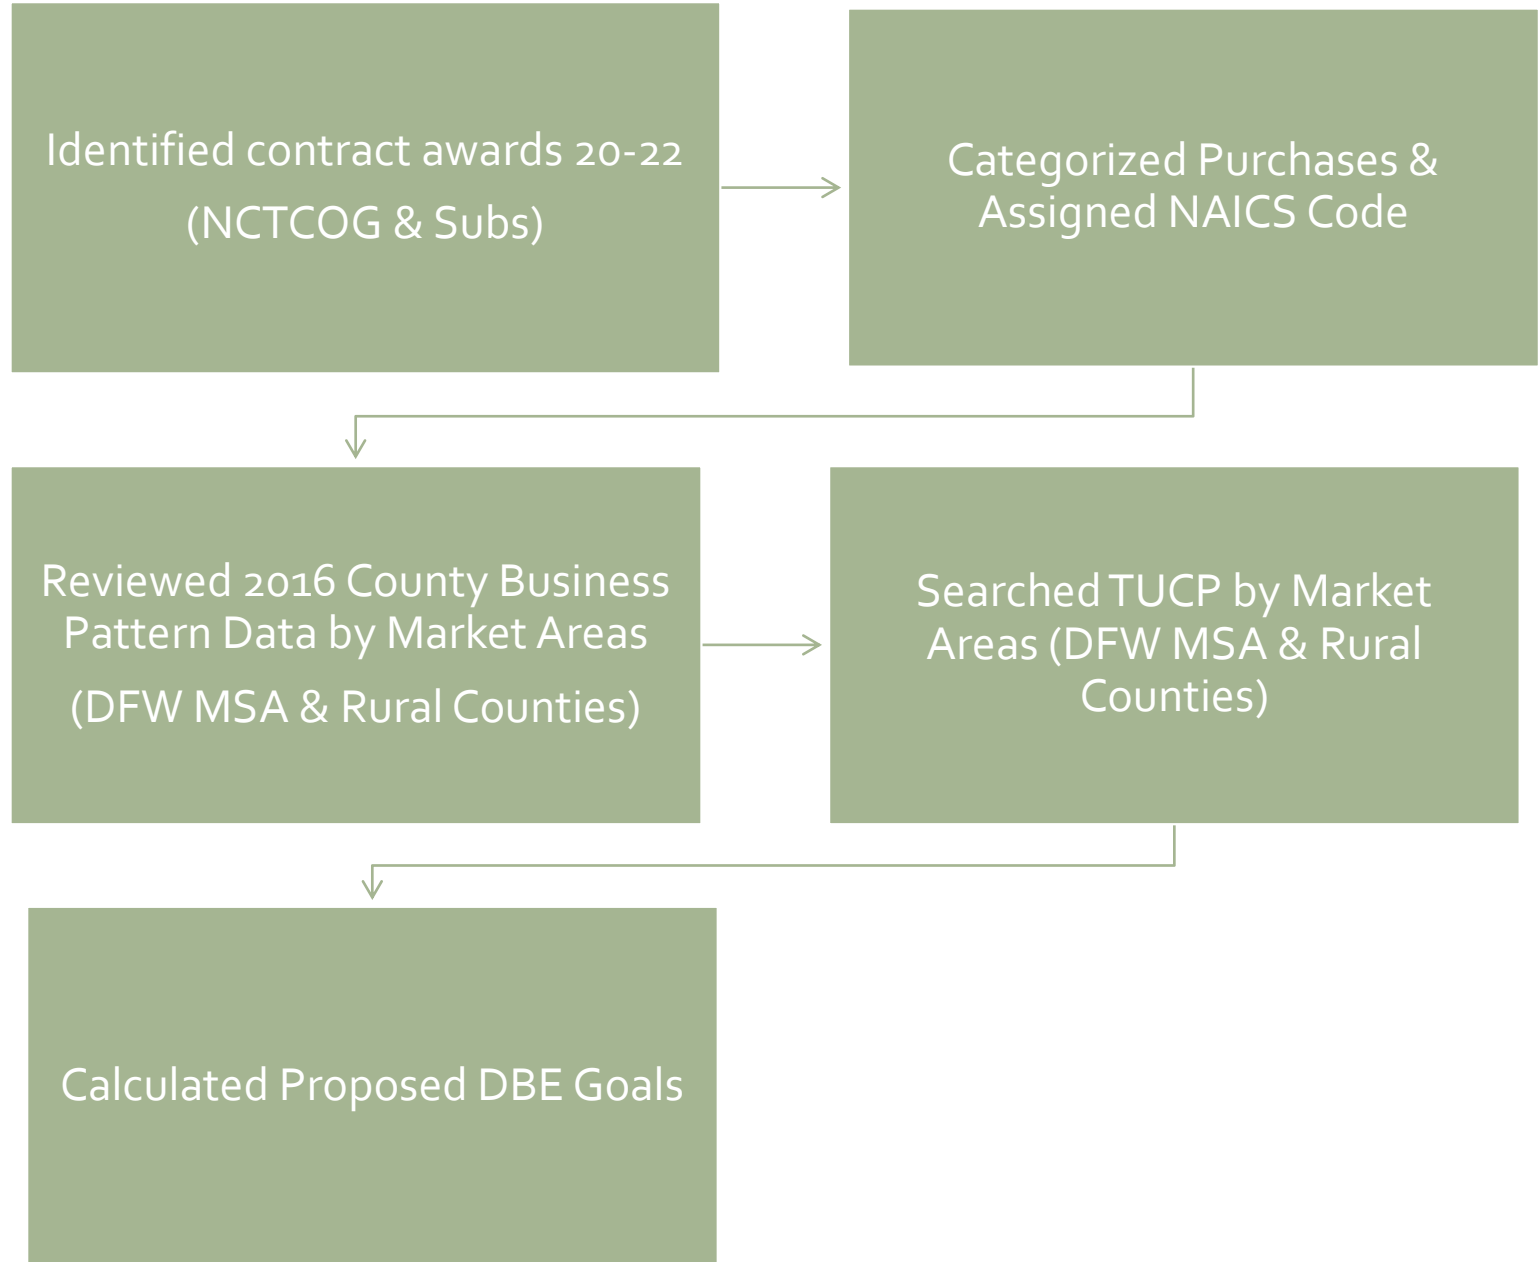 Identified contract awards 20-22
(NCTCOG & Subs)
Categorized Purchases &
Assigned NAICS Code
Reviewed 2016 County Business
Pattern Data by Market Areas
(DFW MSA & Rural Counties)
Searched TUCP by Market
Areas (DFW MSA & Rural
Counties)
Calculated Proposed DBE Goals